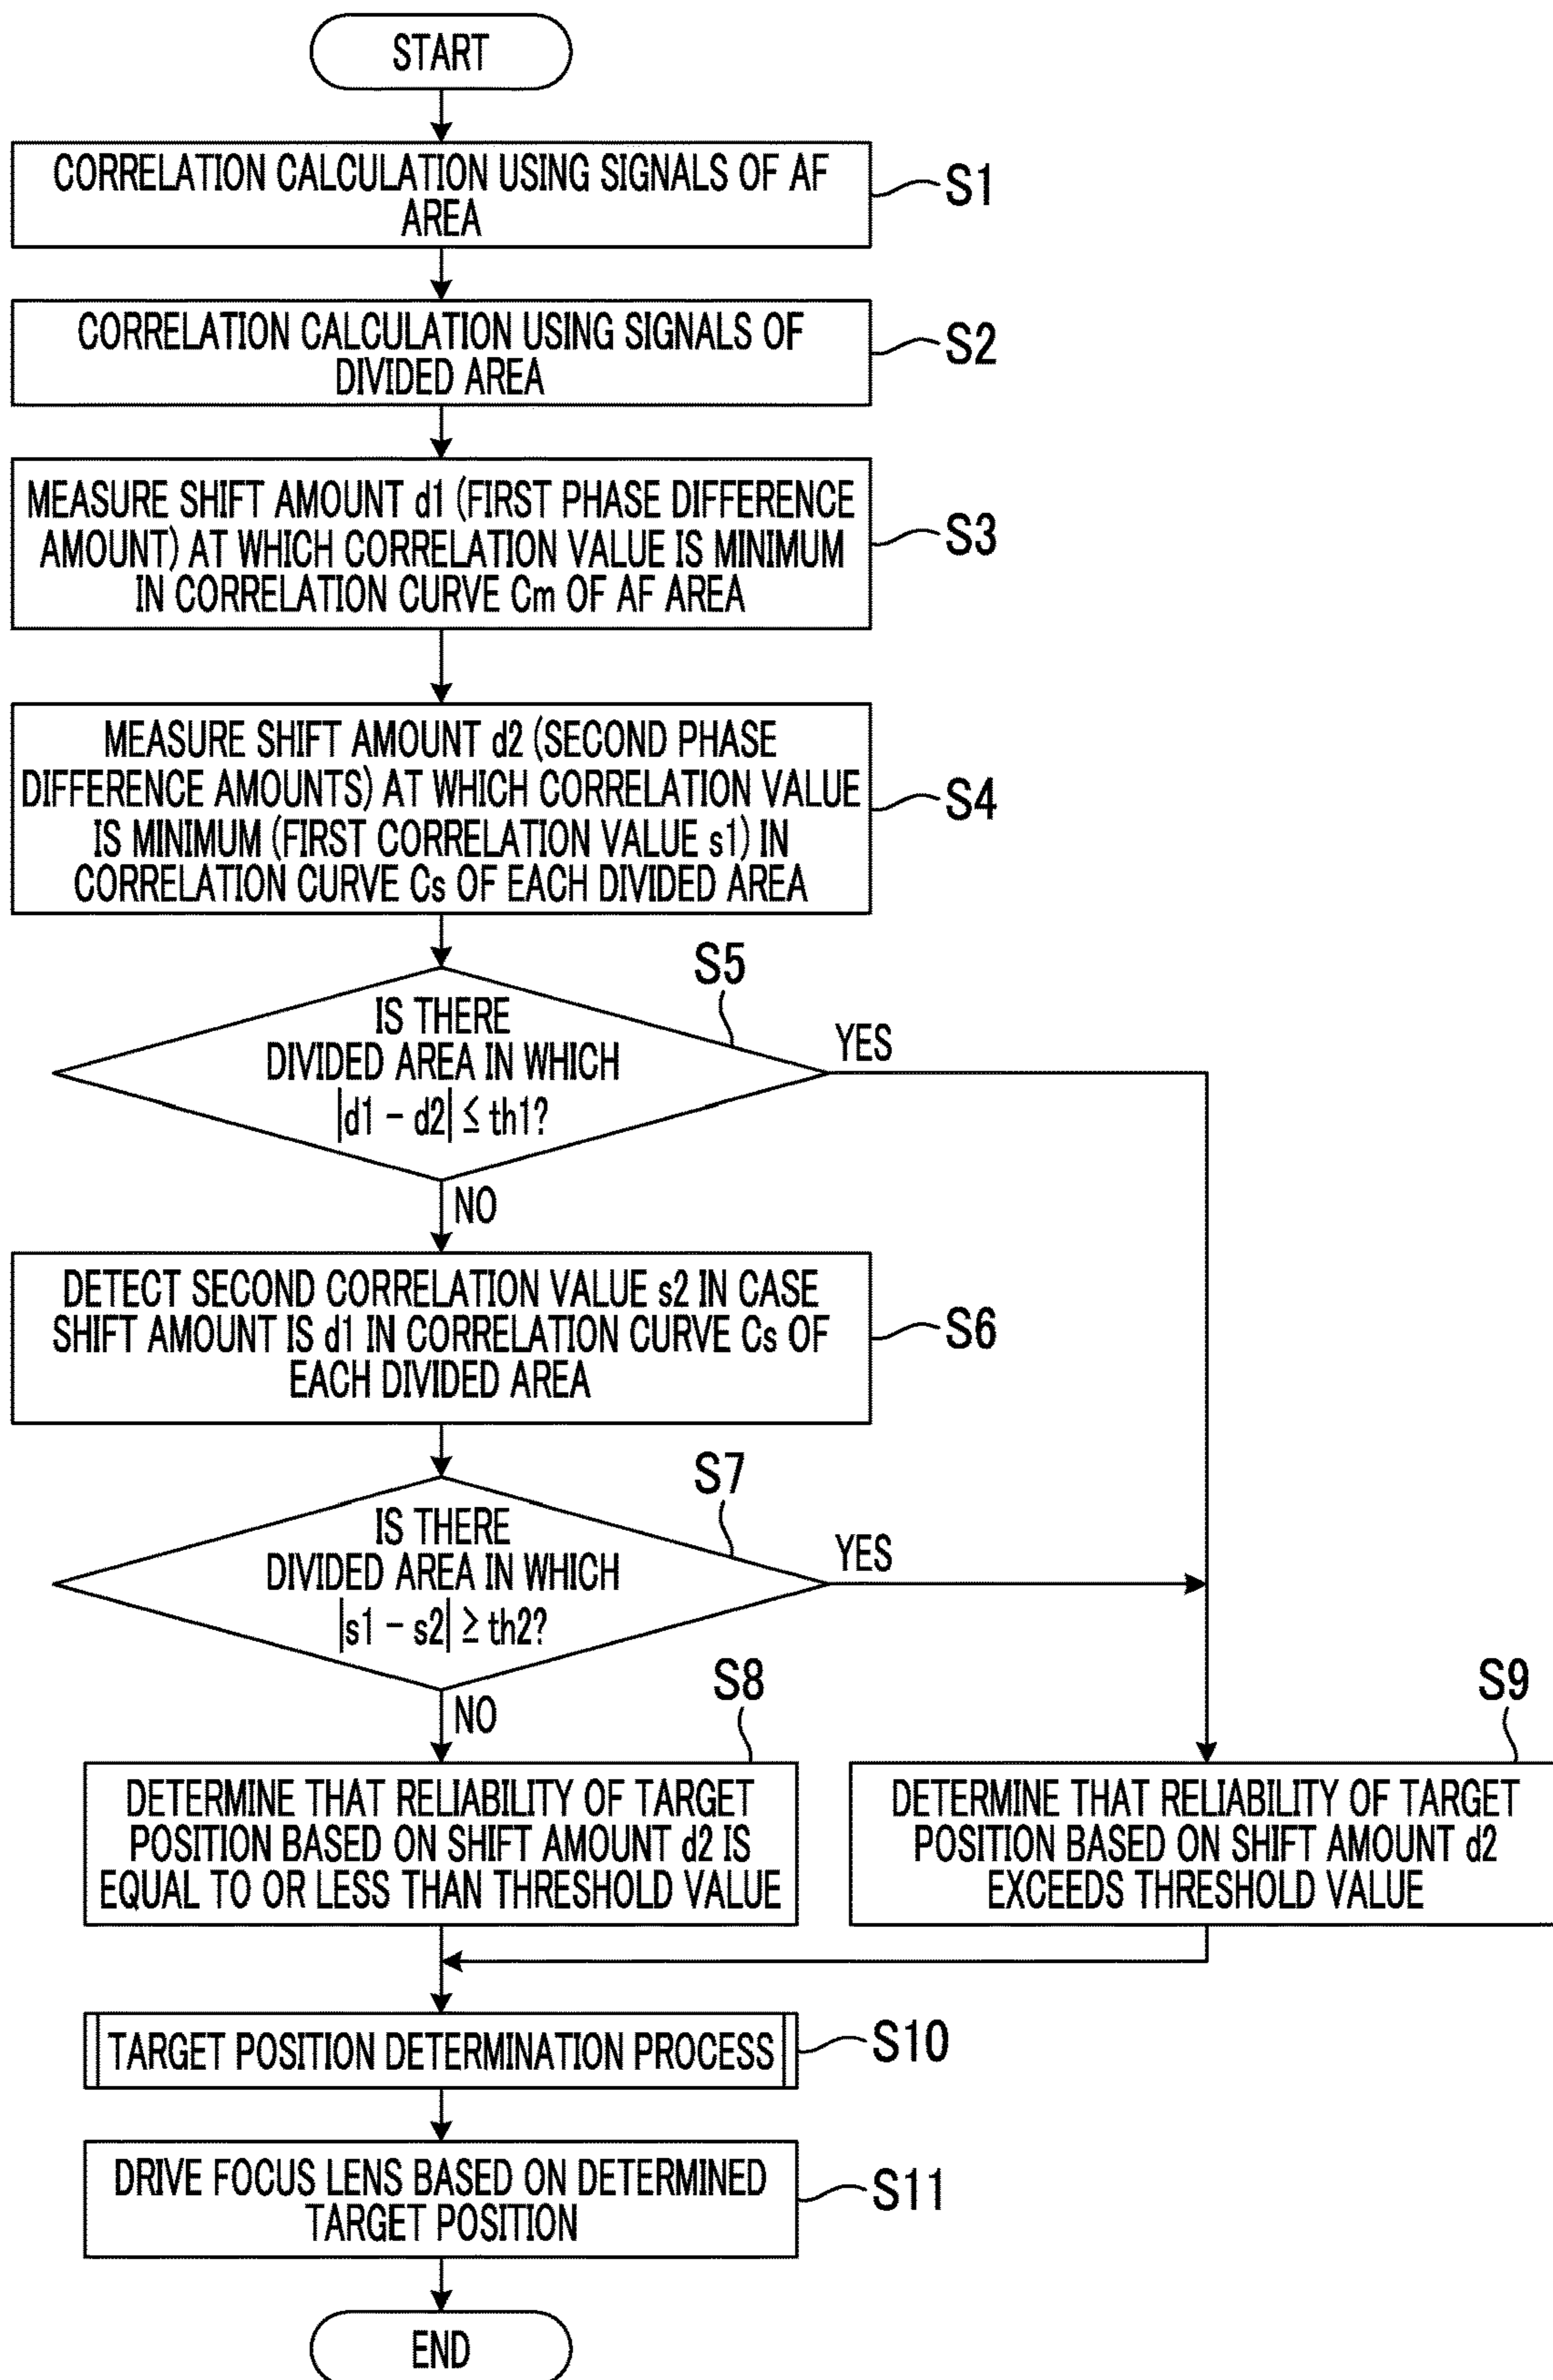 START
CORRELATION CALCULATION USING SIGNALS OF AF
AREA
S1
CORRELATION CALCULATION USING SIGNALS OF
DIVIDED AREA
S2
MEASURE SHIFT AMOUNT d1 (FIRST PHASE DIFFERENCE
AMOUNT) AT WHICH CORRELATION VALUE IS MINIMUM
IN CORRELATION CURVE Cm OF AF AREA
S3
MEASURE SHIFT AMOUNT d2 (SECOND PHASE
DIFFERENCE AMOUNTS) AT WHICH CORRELATION VALUE
IS MINIMUM (FIRST CORRELATION VALUE s1) IN
CORRELATION CURVE Cs OF EACH DIVIDED AREA
S4
S5
IS THERE
DIVIDED AREA IN WHICH
|d1 - d2| ≤ th1?
YES
NO
DETECT SECOND CORRELATION VALUE s2 IN CASE
SHIFT AMOUNT IS d1 IN CORRELATION CURVE Cs OF
EACH DIVIDED AREA
S6
S7
IS THERE
DIVIDED AREA IN WHICH
|s1 - s2| ≥ th2?
YES
NO
S8
DETERMINE THAT RELIABILITY OF TARGET
POSITION BASED ON SHIFT AMOUNT d2 IS
EQUAL TO OR LESS THAN THRESHOLD VALUE
S9
DETERMINE THAT RELIABILITY OF TARGET
POSITION BASED ON SHIFT AMOUNT d2
EXCEEDS THRESHOLD VALUE
TARGET POSITION DETERMINATION PROCESS
S10
DRIVE FOCUS LENS BASED ON DETERMINED
TARGET POSITION
S11
END